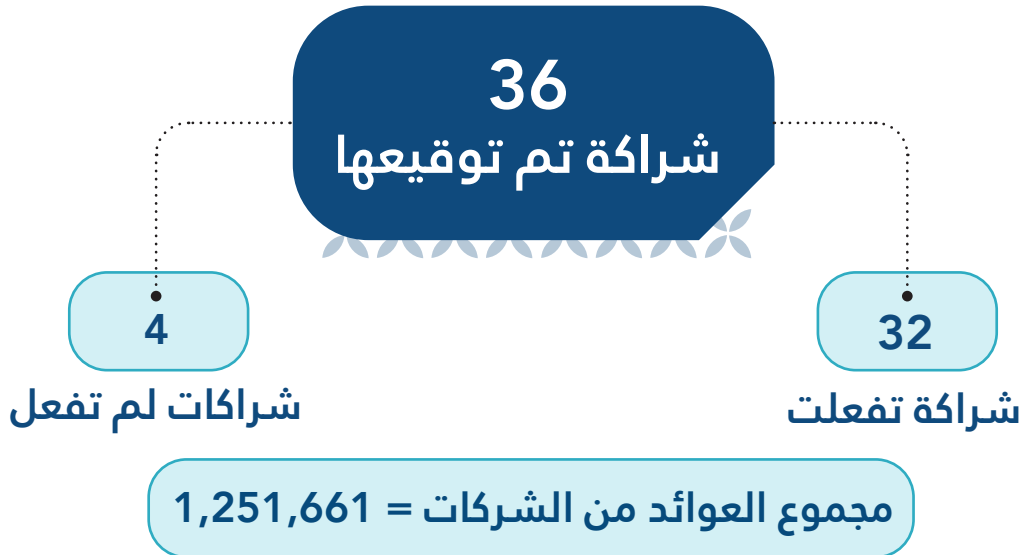 36
شراكة تم توقيعها
32
شراكة تفعلت
4
شراكات لم تفعل
مجموع العوائد من الشركات = 1,251,661